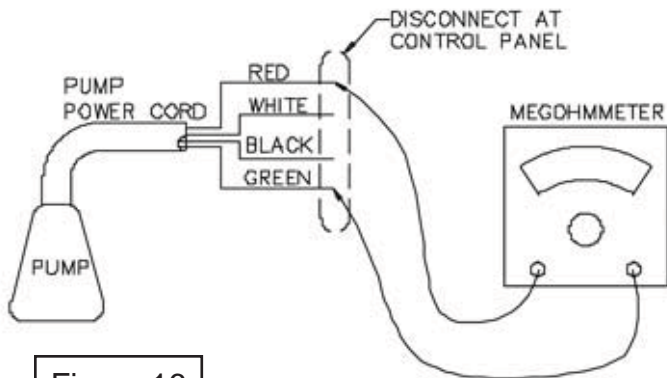 DISCONNECT AT
CONTROL PANEL
PUMP
POWER CORD
RED
WHITE
BLACK
GREEN
MEGOHMMETER
PUMP